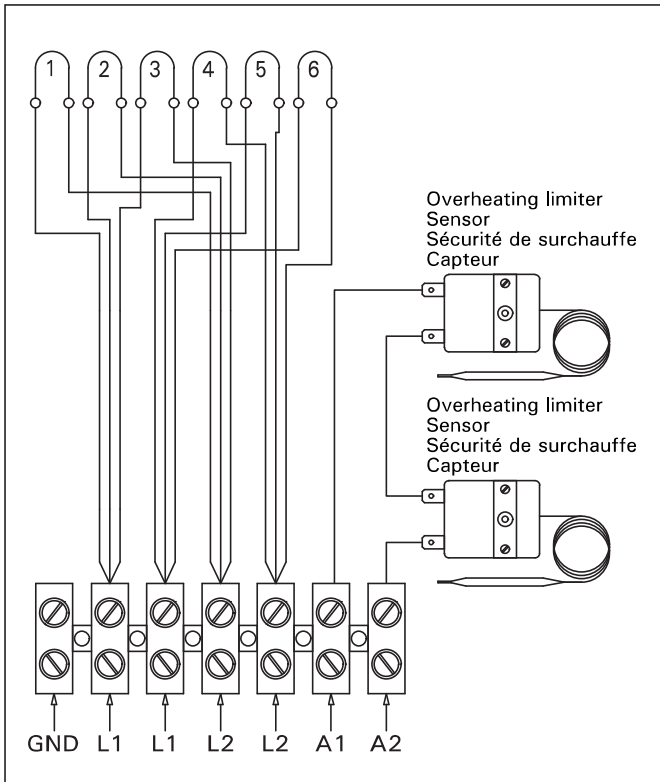 1 2 3 4 5 6
Overheating limiter
Sensor
Sécurité de surchauffe
Capteur
Overheating limiter
Sensor
Sécurité de surchauffe
Capteur
GND L1 L1 L2 L2 A1 A2